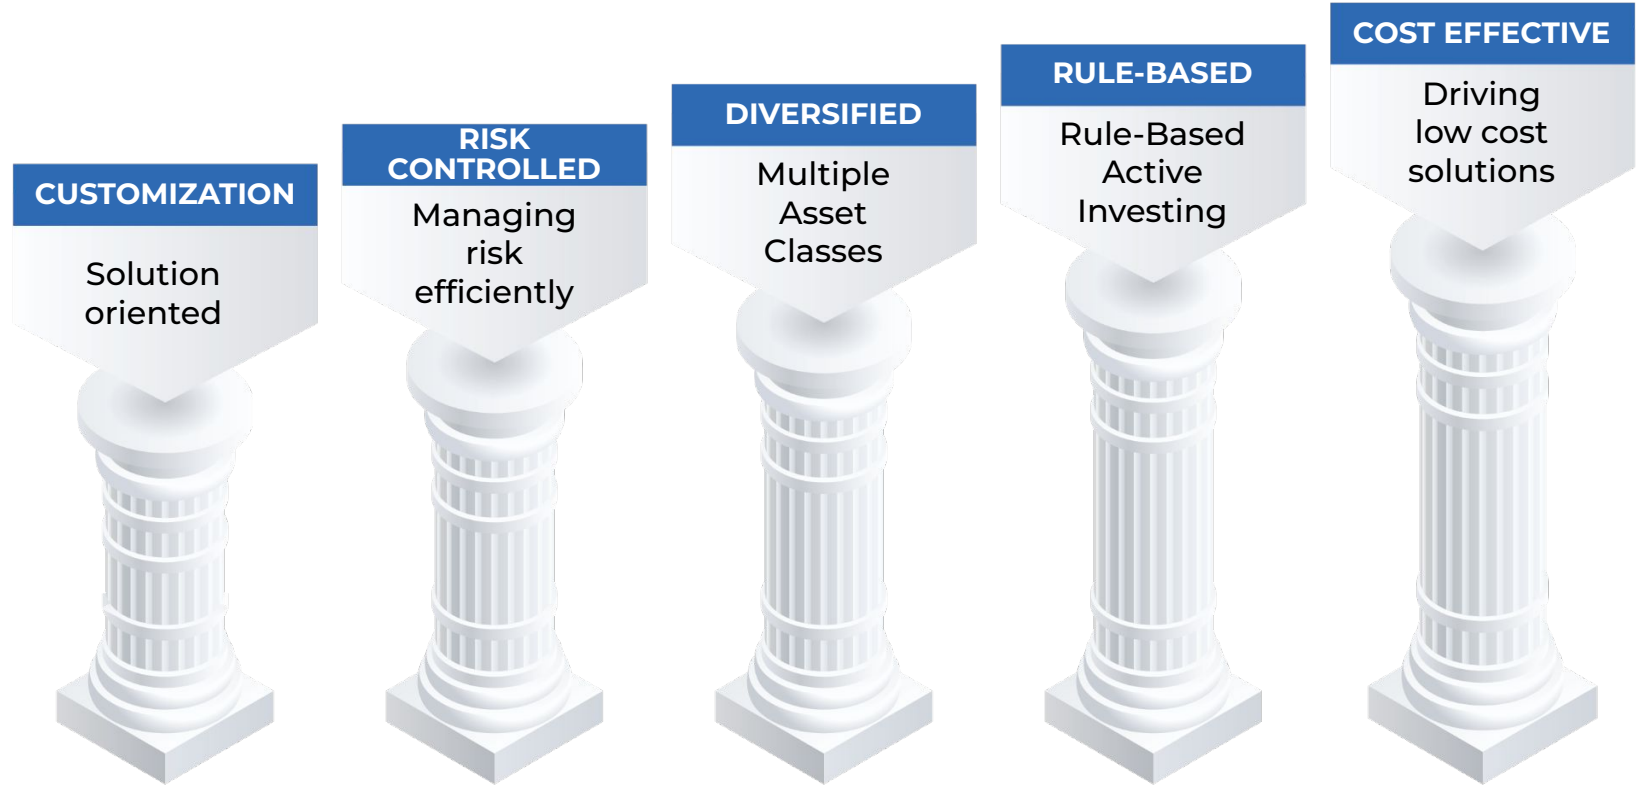 CUSTOMIZATION
Solution
oriented
RISK
CONTROLLED
Managing
risk
efficiently
DIVERSIFIED
Multiple
Asset
Classes
RULE-BASED
Rule-Based
Active
Investing
COST EFFECTIVE
Driving
low cost
solutions